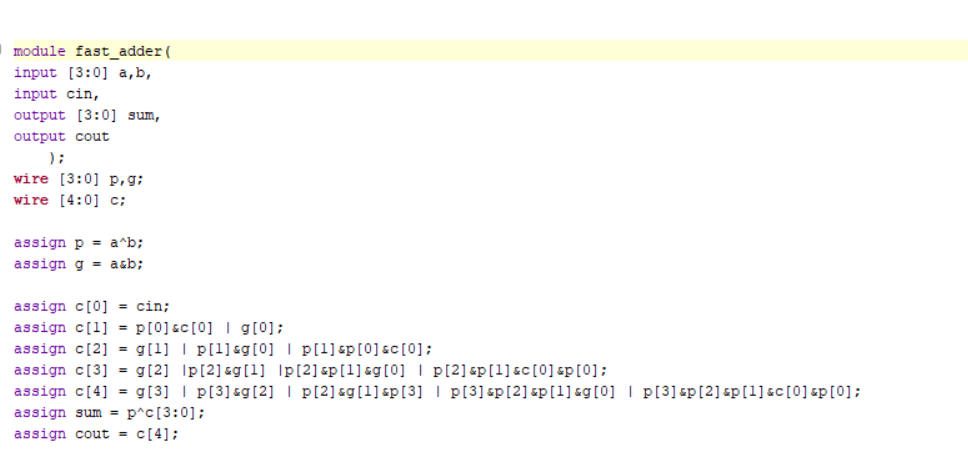 module fast_adder(
input [3:0] a,b,
input cin,
output [3:0] sum,
output cout
    );
wire [3:0] p,g;
wire [4:0] c;
assign p = a^b;
assign g = a&b;
assign c[0] = cin;
assign c[1] = p[0]&c[0] | g[0];
assign c[2] = g[1] | p[1]&g[0] | p[1]&p[0]&c[0];
assign c[3] = g[2] |p[2]&g[1] |p[2]&p[1]&g[0] | p[2]&p[1]&c[0]&p[0];
assign c[4] = g[3] | p[3]&g[2] | p[2]&g[1]&p[3] | p[3]&p[2]&p[1]&g[0] | p[3]&p[2]&p[1]&c[0]&p[0];
assign sum = p^c[3:0];
assign cout = c[4];